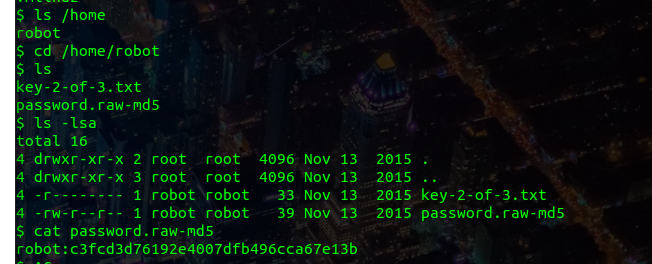 $ ls /home
robot
$ cd /home/robot
$ ls
key-2-of-3.txt
password.raw-md5
$ ls -lsa
total 16
4 drwxr-xr-x 2 root  root  4096 Nov 13  2015 .
4 drwxr-xr-x 3 root  root  4096 Nov 13  2015 ..
4 -r-------- 1 robot robot   33 Nov 13  2015 key-2-of-3.txt
4 -rw-r--r-- 1 robot robot   39 Nov 13  2015 password.raw-md5
$ cat password.raw-md5
robot:c3fcd3d76192e4007dfb496cca67e13b